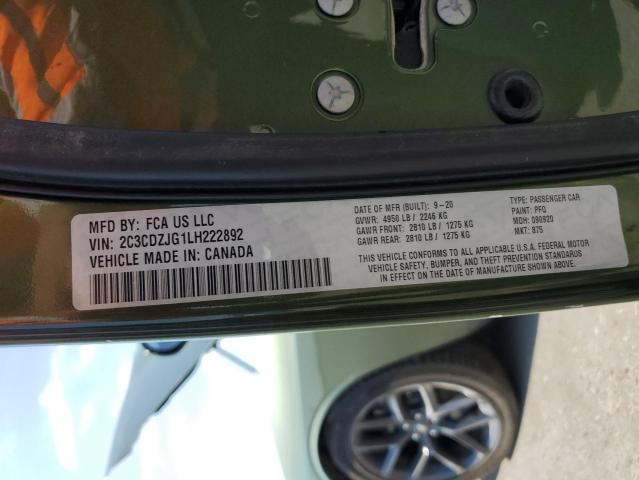 MFD BY: FCA US LLC
VIN: 2C3CDZJG1LH222892
VEHICLE MADE IN: CANADA
DATE OF MFR (BUILT): 9-20
GVWR: 4950 LB / 2246 KG
GAWR FRONT: 2810 LB / 1275 KG
GAWR REAR: 2810 LB / 1275 KG
TYPE: PASSENGER CAR
PAINT: PFQ
MDH: 090920
MKT: 875
THIS VEHICLE CONFORMS TO ALL APPLICABLE U.S.A. FEDERAL MOTOR
VEHICLE SAFETY, BUMPER, AND THEFT PREVENTION STANDARDS
IN EFFECT ON THE DATE OF MANUFACTURE SHOWN ABOVE.